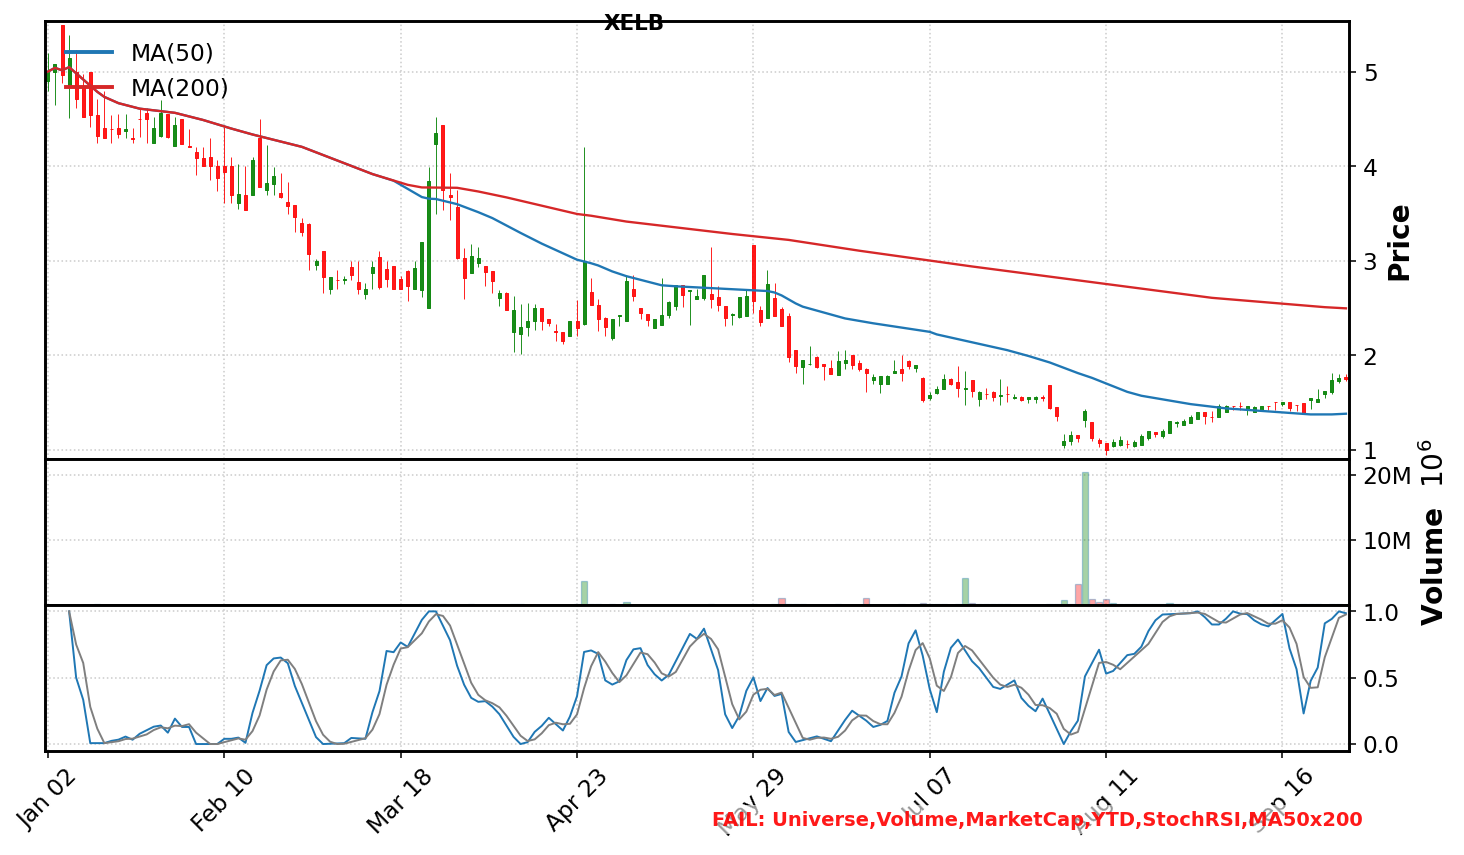 XELB
MA(50)
MA(200)
5
4
3
2
1
Price
20M
10M
Volume 10^6
1.0
0.5
0.0
Jan 02
Feb 10
Mar 18
Apr 23
May 29
Jul 07
Aug 11
Sep 16
FAIL: Universe,Volume,MarketCap,YTD,StochRSI,MA50x200